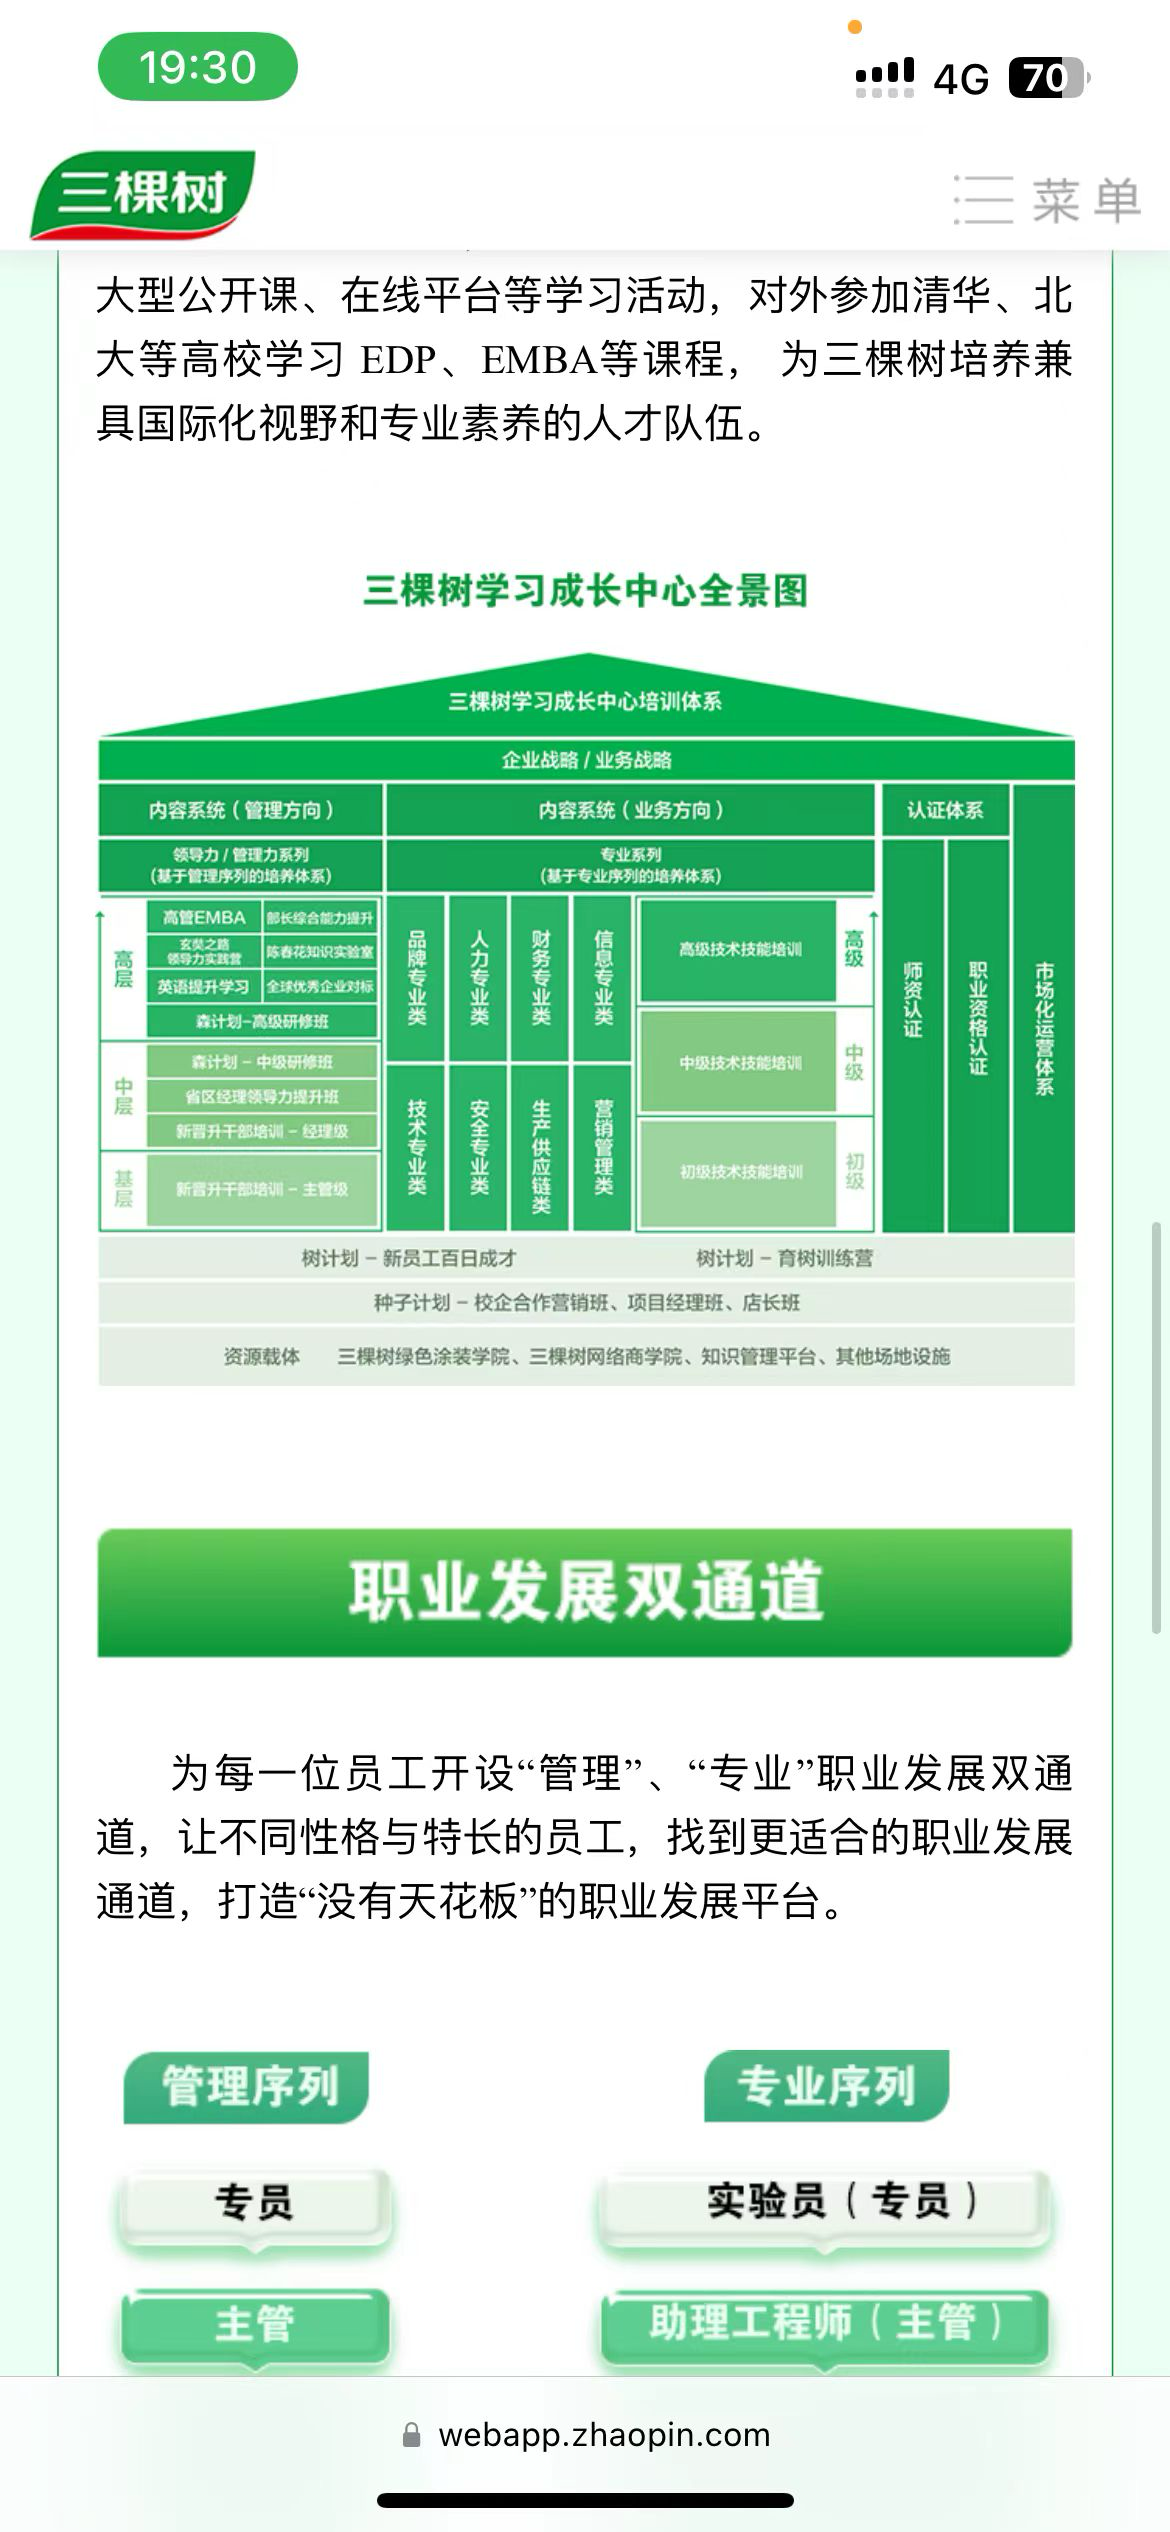 19:30
4G
70
三棵树
菜单
大型公开课、在线平台等学习活动，对外参加清华、北
大等高校学习 EDP、EMBA等课程， 为三棵树培养兼
具国际化视野和专业素养的人才队伍。
三棵树学习成长中心全景图
三棵树学习成长中心培训体系
企业战略 / 业务战略
内容系统（管理方向）
内容系统（业务方向）
认证体系
领导力 / 管理力系列
(基于管理序列的培养体系)
专业系列
(基于专业序列的培养体系)
高层
高管EMBA
部长综合能力提升
玄奘之路
领导力实践营
陈春花知识实验室
英语提升学习
全球优秀企业对标
森计划-高级研修班
中层
森计划 - 中级研修班
省区经理领导力提升班
新晋升干部培训 - 经理级
基层
新晋升干部培训 - 主管级
品牌专业类
人力专业类
财务专业类
信息专业类
技术专业类
安全专业类
生产供应链类
营销管理类
高级技术技能培训
高级
中级技术技能培训
中级
初级技术技能培训
初级
师资认证
职业资格认证
市场化运营体系
树计划 - 新员工百日成才
树计划 - 育树训练营
种子计划 - 校企合作营销班、项目经理班、店长班
资源载体 三棵树绿色涂装学院、三棵树网络商学院、知识管理平台、其他场地设施
职业发展双通道
为每一位员工开设“管理”、“专业”职业发展双通
道，让不同性格与特长的员工，找到更适合的职业发展
通道，打造“没有天花板”的职业发展平台。
管理序列
专业序列
专员
实验员（专员）
主管
助理工程师（主管）
webapp.zhaopin.com